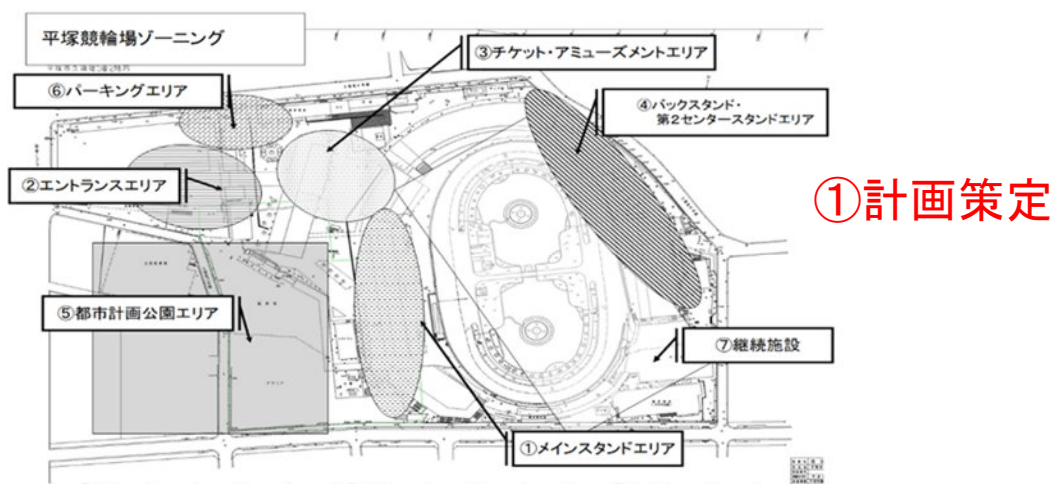 平塚競輪場ゾーニング
③チケット・アミューズメントエリア
⑥パーキングエリア
④バックスタンド・
第２センタースタンドエリア
②エントランスエリア
①計画策定
⑤都市計画公園エリア
⑦継続施設
①メインスタンドエリア